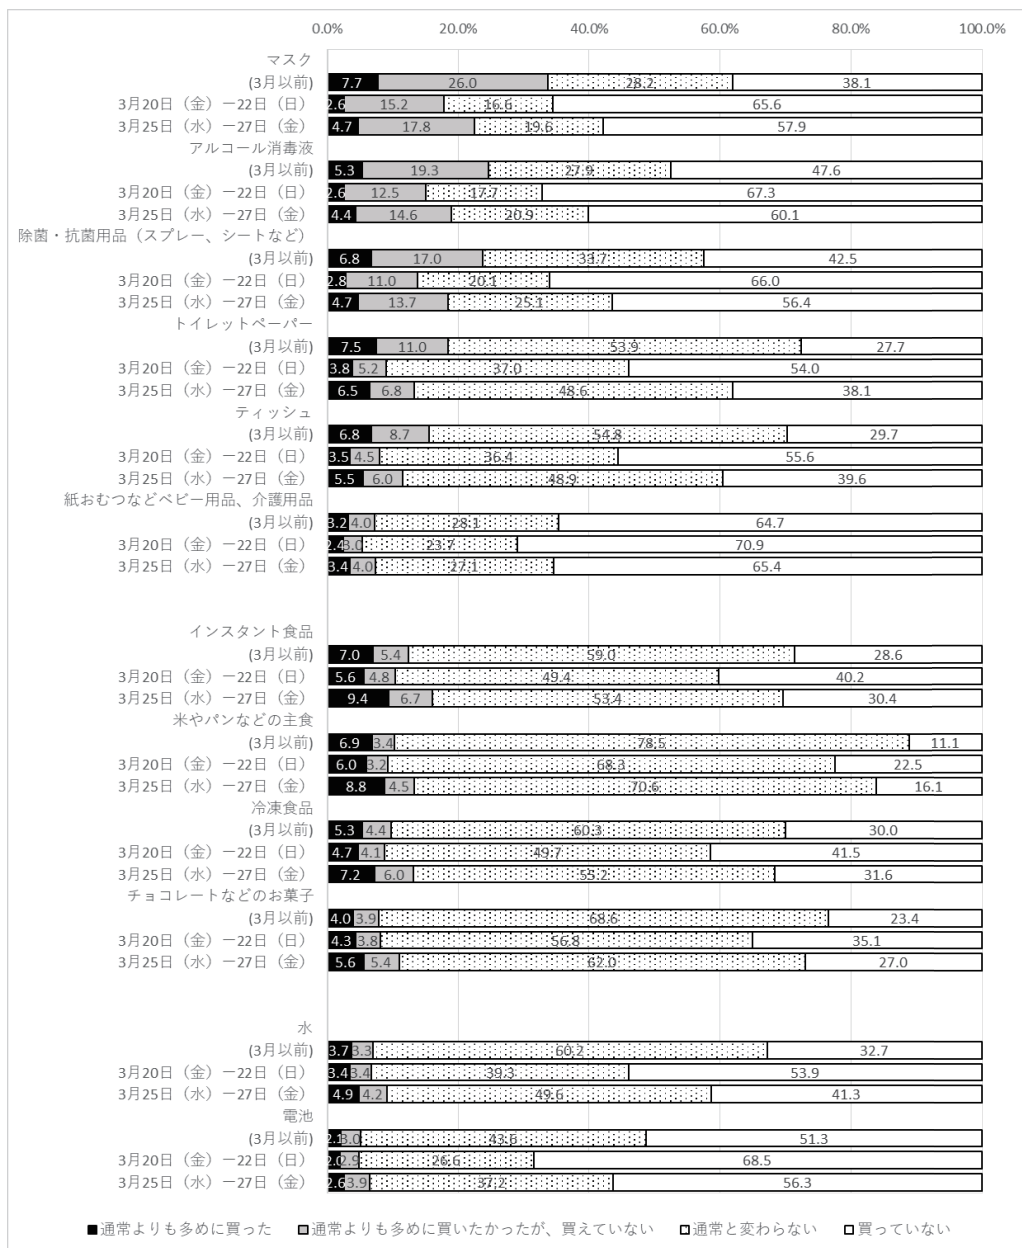 0.0% 20.0% 40.0% 60.0% 80.0% 100.0%
マスク
(3月以前) 7.7 26.0 28.2 38.1
3月20日（金）ー22日（日） 2.6 15.2 16.6 65.6
3月25日（水）ー27日（金） 4.7 17.8 19.6 57.9
アルコール消毒液
(3月以前) 5.3 19.3 27.9 47.6
3月20日（金）ー22日（日） 2.6 12.5 17.7 67.3
3月25日（水）ー27日（金） 4.4 14.6 20.9 60.1
除菌・抗菌用品（スプレー、シートなど）
(3月以前) 6.8 17.0 33.7 42.5
3月20日（金）ー22日（日） 2.8 11.0 20.1 66.0
3月25日（水）ー27日（金） 4.7 13.7 25.1 56.4
トイレットペーパー
(3月以前) 7.5 11.0 53.9 27.7
3月20日（金）ー22日（日） 3.8 5.2 37.0 54.0
3月25日（水）ー27日（金） 6.5 6.8 48.6 38.1
ティッシュ
(3月以前) 6.8 8.7 54.8 29.7
3月20日（金）ー22日（日） 3.5 4.5 36.4 55.6
3月25日（水）ー27日（金） 5.5 6.0 48.9 39.6
紙おむつなどベビー用品、介護用品
(3月以前) 3.2 4.0 28.1 64.7
3月20日（金）ー22日（日） 2.4 3.0 23.7 70.9
3月25日（水）ー27日（金） 3.4 4.0 27.1 65.4
インスタント食品
(3月以前) 7.0 5.4 59.0 28.6
3月20日（金）ー22日（日） 5.6 4.8 49.4 40.2
3月25日（水）ー27日（金） 9.4 6.7 53.4 30.4
米やパンなどの主食
(3月以前) 6.9 3.4 78.5 11.1
3月20日（金）ー22日（日） 6.0 3.2 68.3 22.5
3月25日（水）ー27日（金） 8.8 4.5 70.6 16.1
冷凍食品
(3月以前) 5.3 4.4 60.3 30.0
3月20日（金）ー22日（日） 4.7 4.1 49.7 41.5
3月25日（水）ー27日（金） 7.2 6.0 55.2 31.6
チョコレートなどのお菓子
(3月以前) 4.0 3.9 68.6 23.4
3月20日（金）ー22日（日） 4.3 3.8 56.8 35.1
3月25日（水）ー27日（金） 5.6 5.4 62.0 27.0
水
(3月以前) 3.7 3.3 60.2 32.7
3月20日（金）ー22日（日） 3.4 3.4 39.3 53.9
3月25日（水）ー27日（金） 4.9 4.2 49.6 41.3
電池
(3月以前) 2.1 3.0 43.6 51.3
3月20日（金）ー22日（日） 2.0 2.9 26.6 68.5
3月25日（水）ー27日（金） 2.6 3.9 37.2 56.3
通常よりも多めに買った 通常よりも多めに買いたかったが、買えていない 通常と変わらない 買っていない